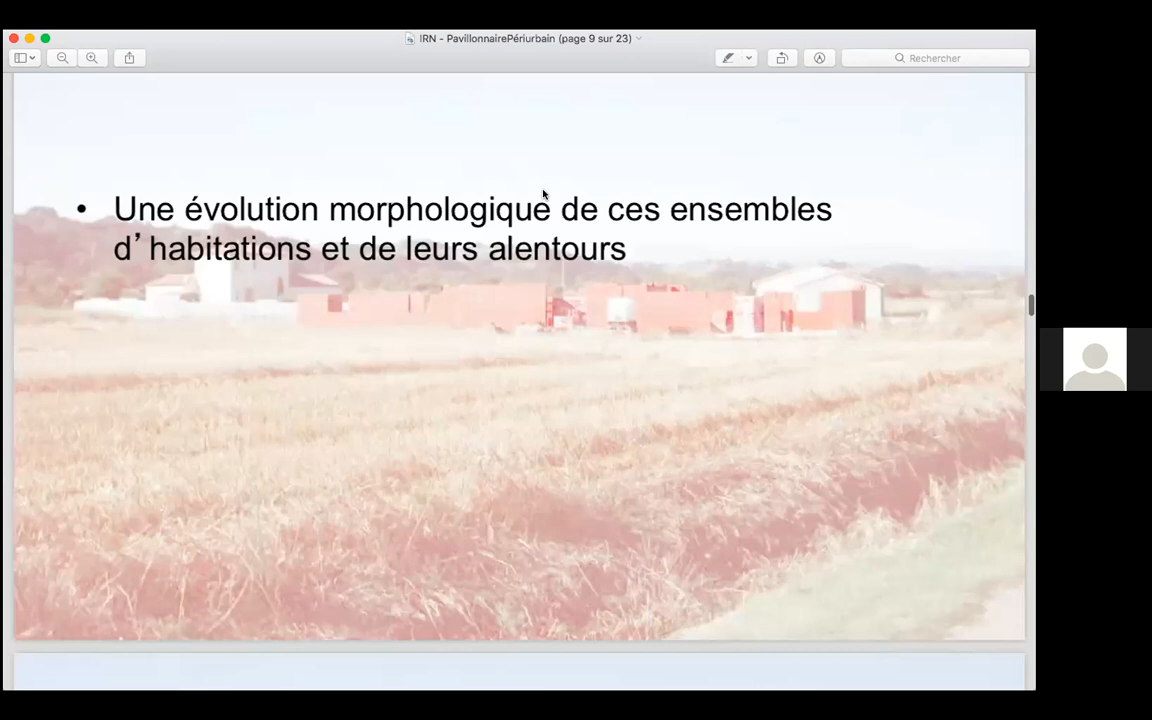 IRN - PavillonnairePériurbain (page 9 sur 23)
Rechercher
• Une évolution morphologique de ces ensembles
d’habitations et de leurs alentours